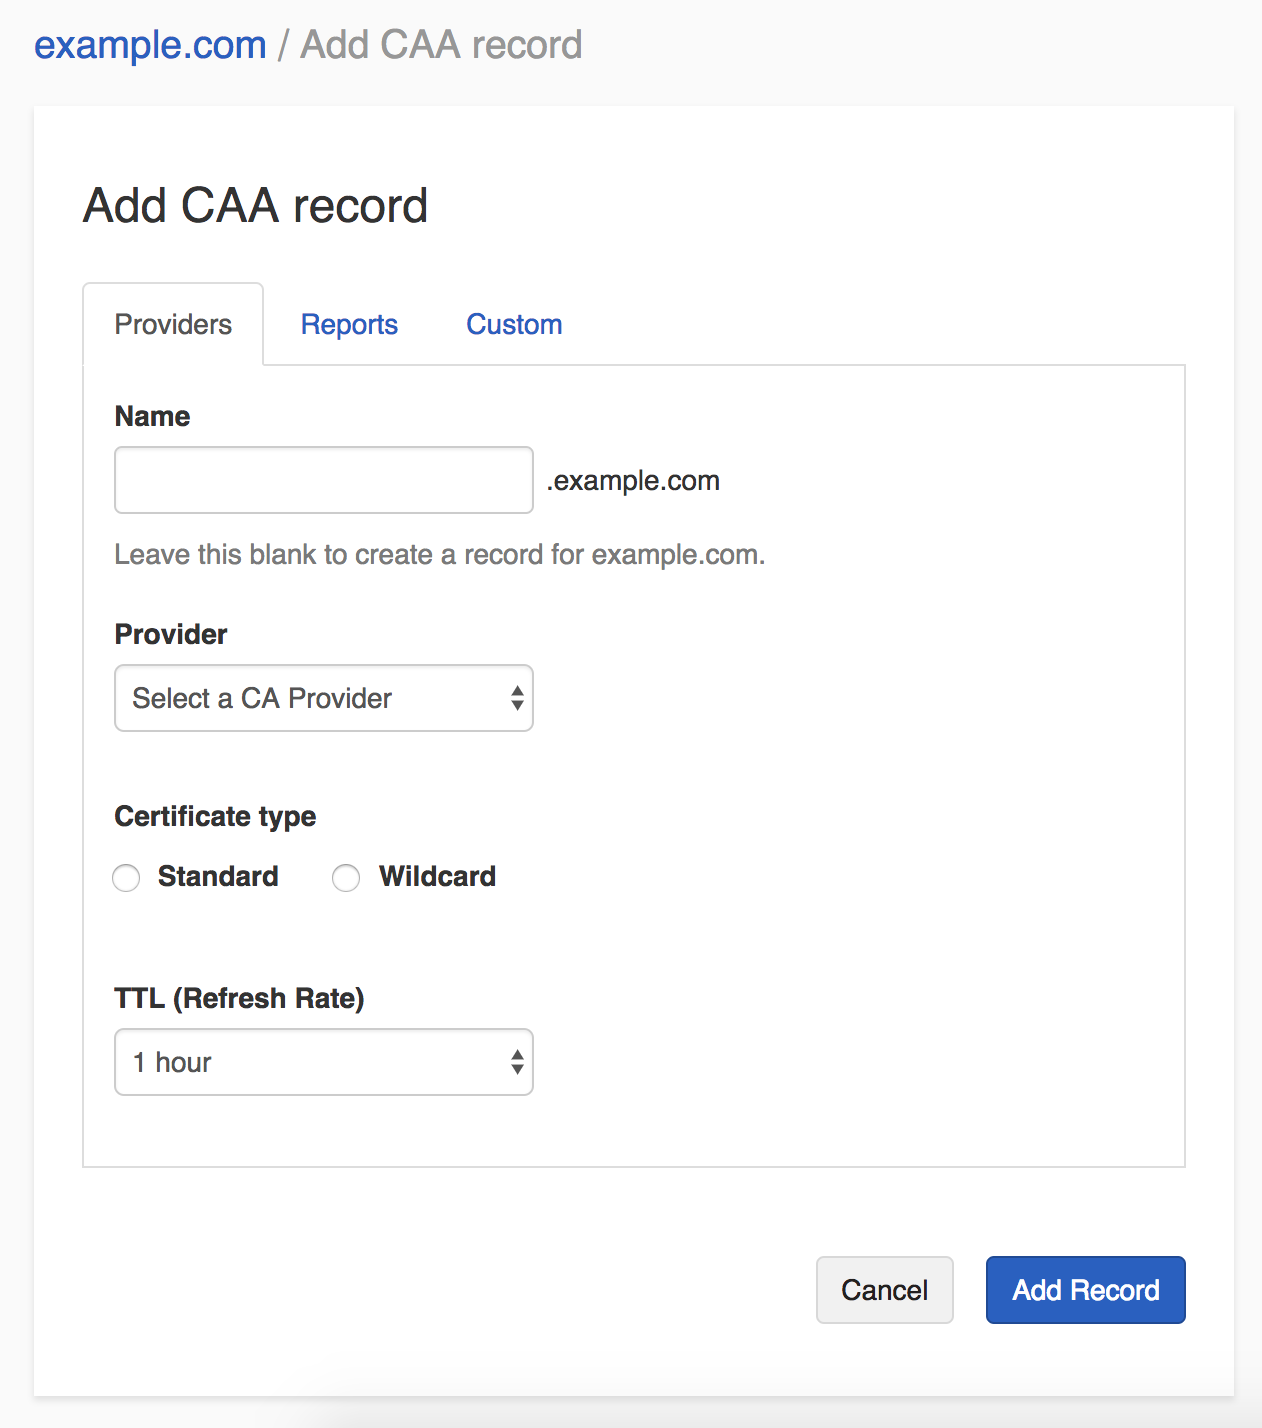 example.com / Add CAA record
Add CAA record
Providers Reports Custom
Name
.example.com
Leave this blank to create a record for example.com.
Provider
Select a CA Provider
Certificate type
Standard Wildcard
TTL (Refresh Rate)
1 hour
Cancel Add Record